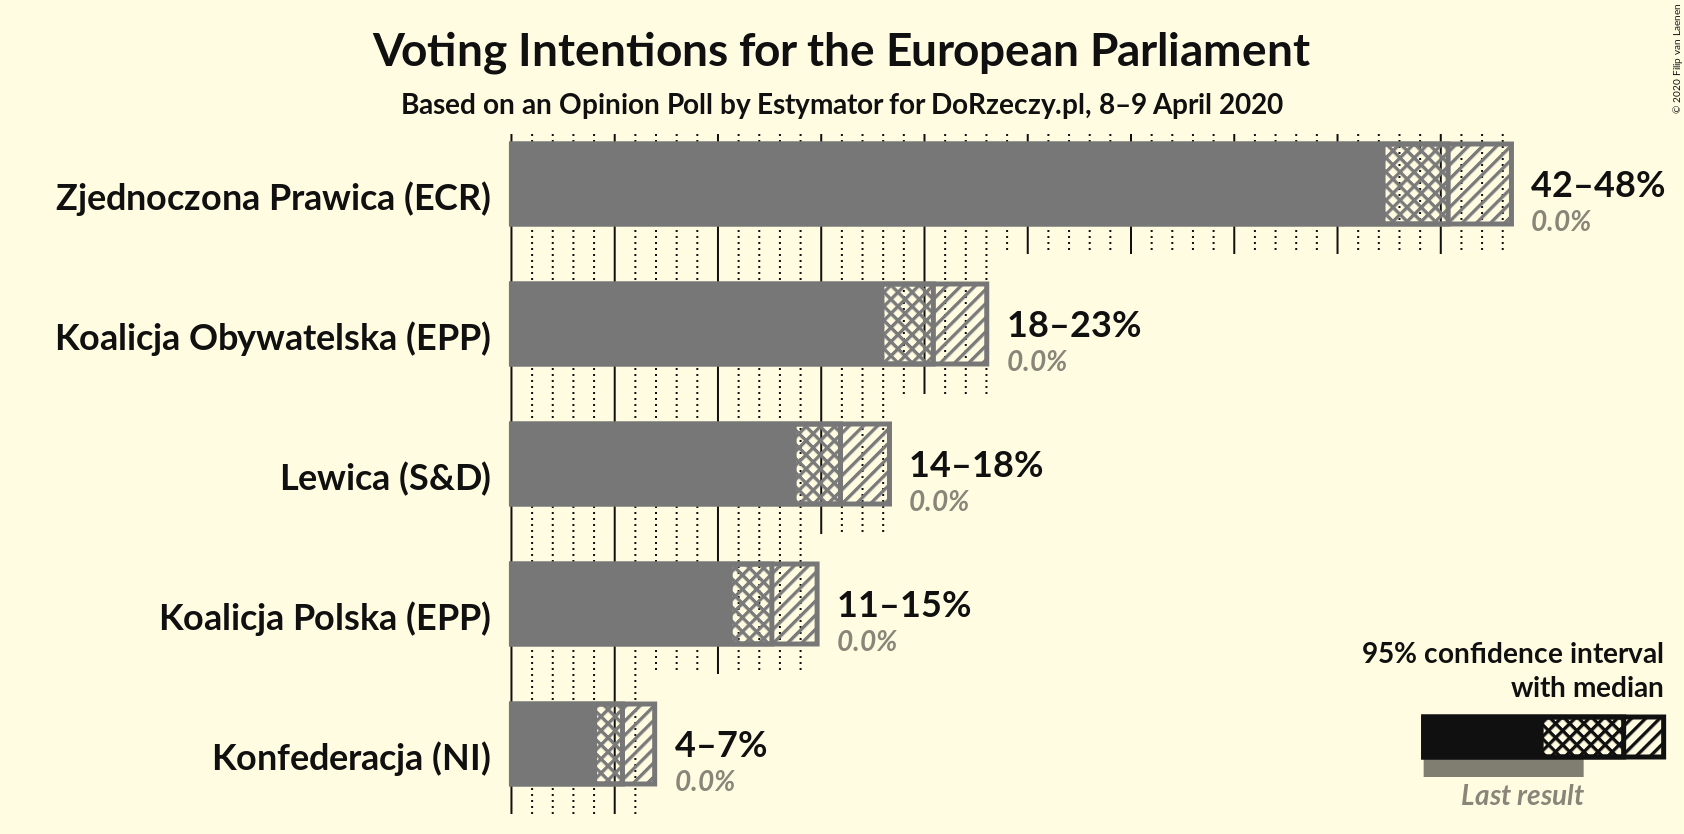 Voting Intentions for the European Parliament
Based on an Opinion Poll by Estymator for DoRzeczy.pl, 8–9 April 2020
© 2020 Filip van Laenen
Zjednoczona Prawica (ECR)
42–48%
0.0%
Koalicja Obywatelska (EPP)
18–23%
0.0%
Lewica (S&D)
14–18%
0.0%
Koalicja Polska (EPP)
11–15%
0.0%
Konfederacja (NI)
4–7%
0.0%
95% confidence interval
with median
Last result